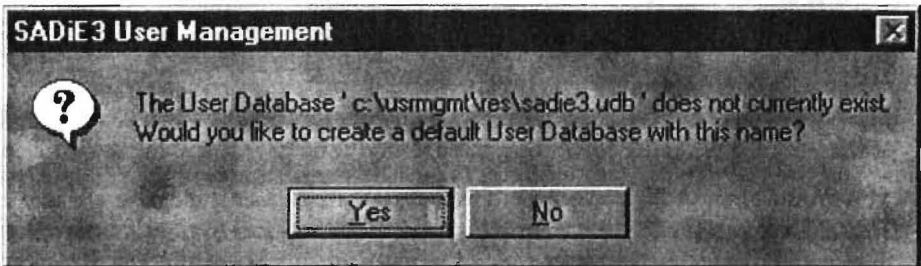 SADiE3 User Management
The User Database ' c:\usrmgmt\res\sadie3.udb ' does not currently exist.
Would you like to create a default User Database with this name?
Yes
No